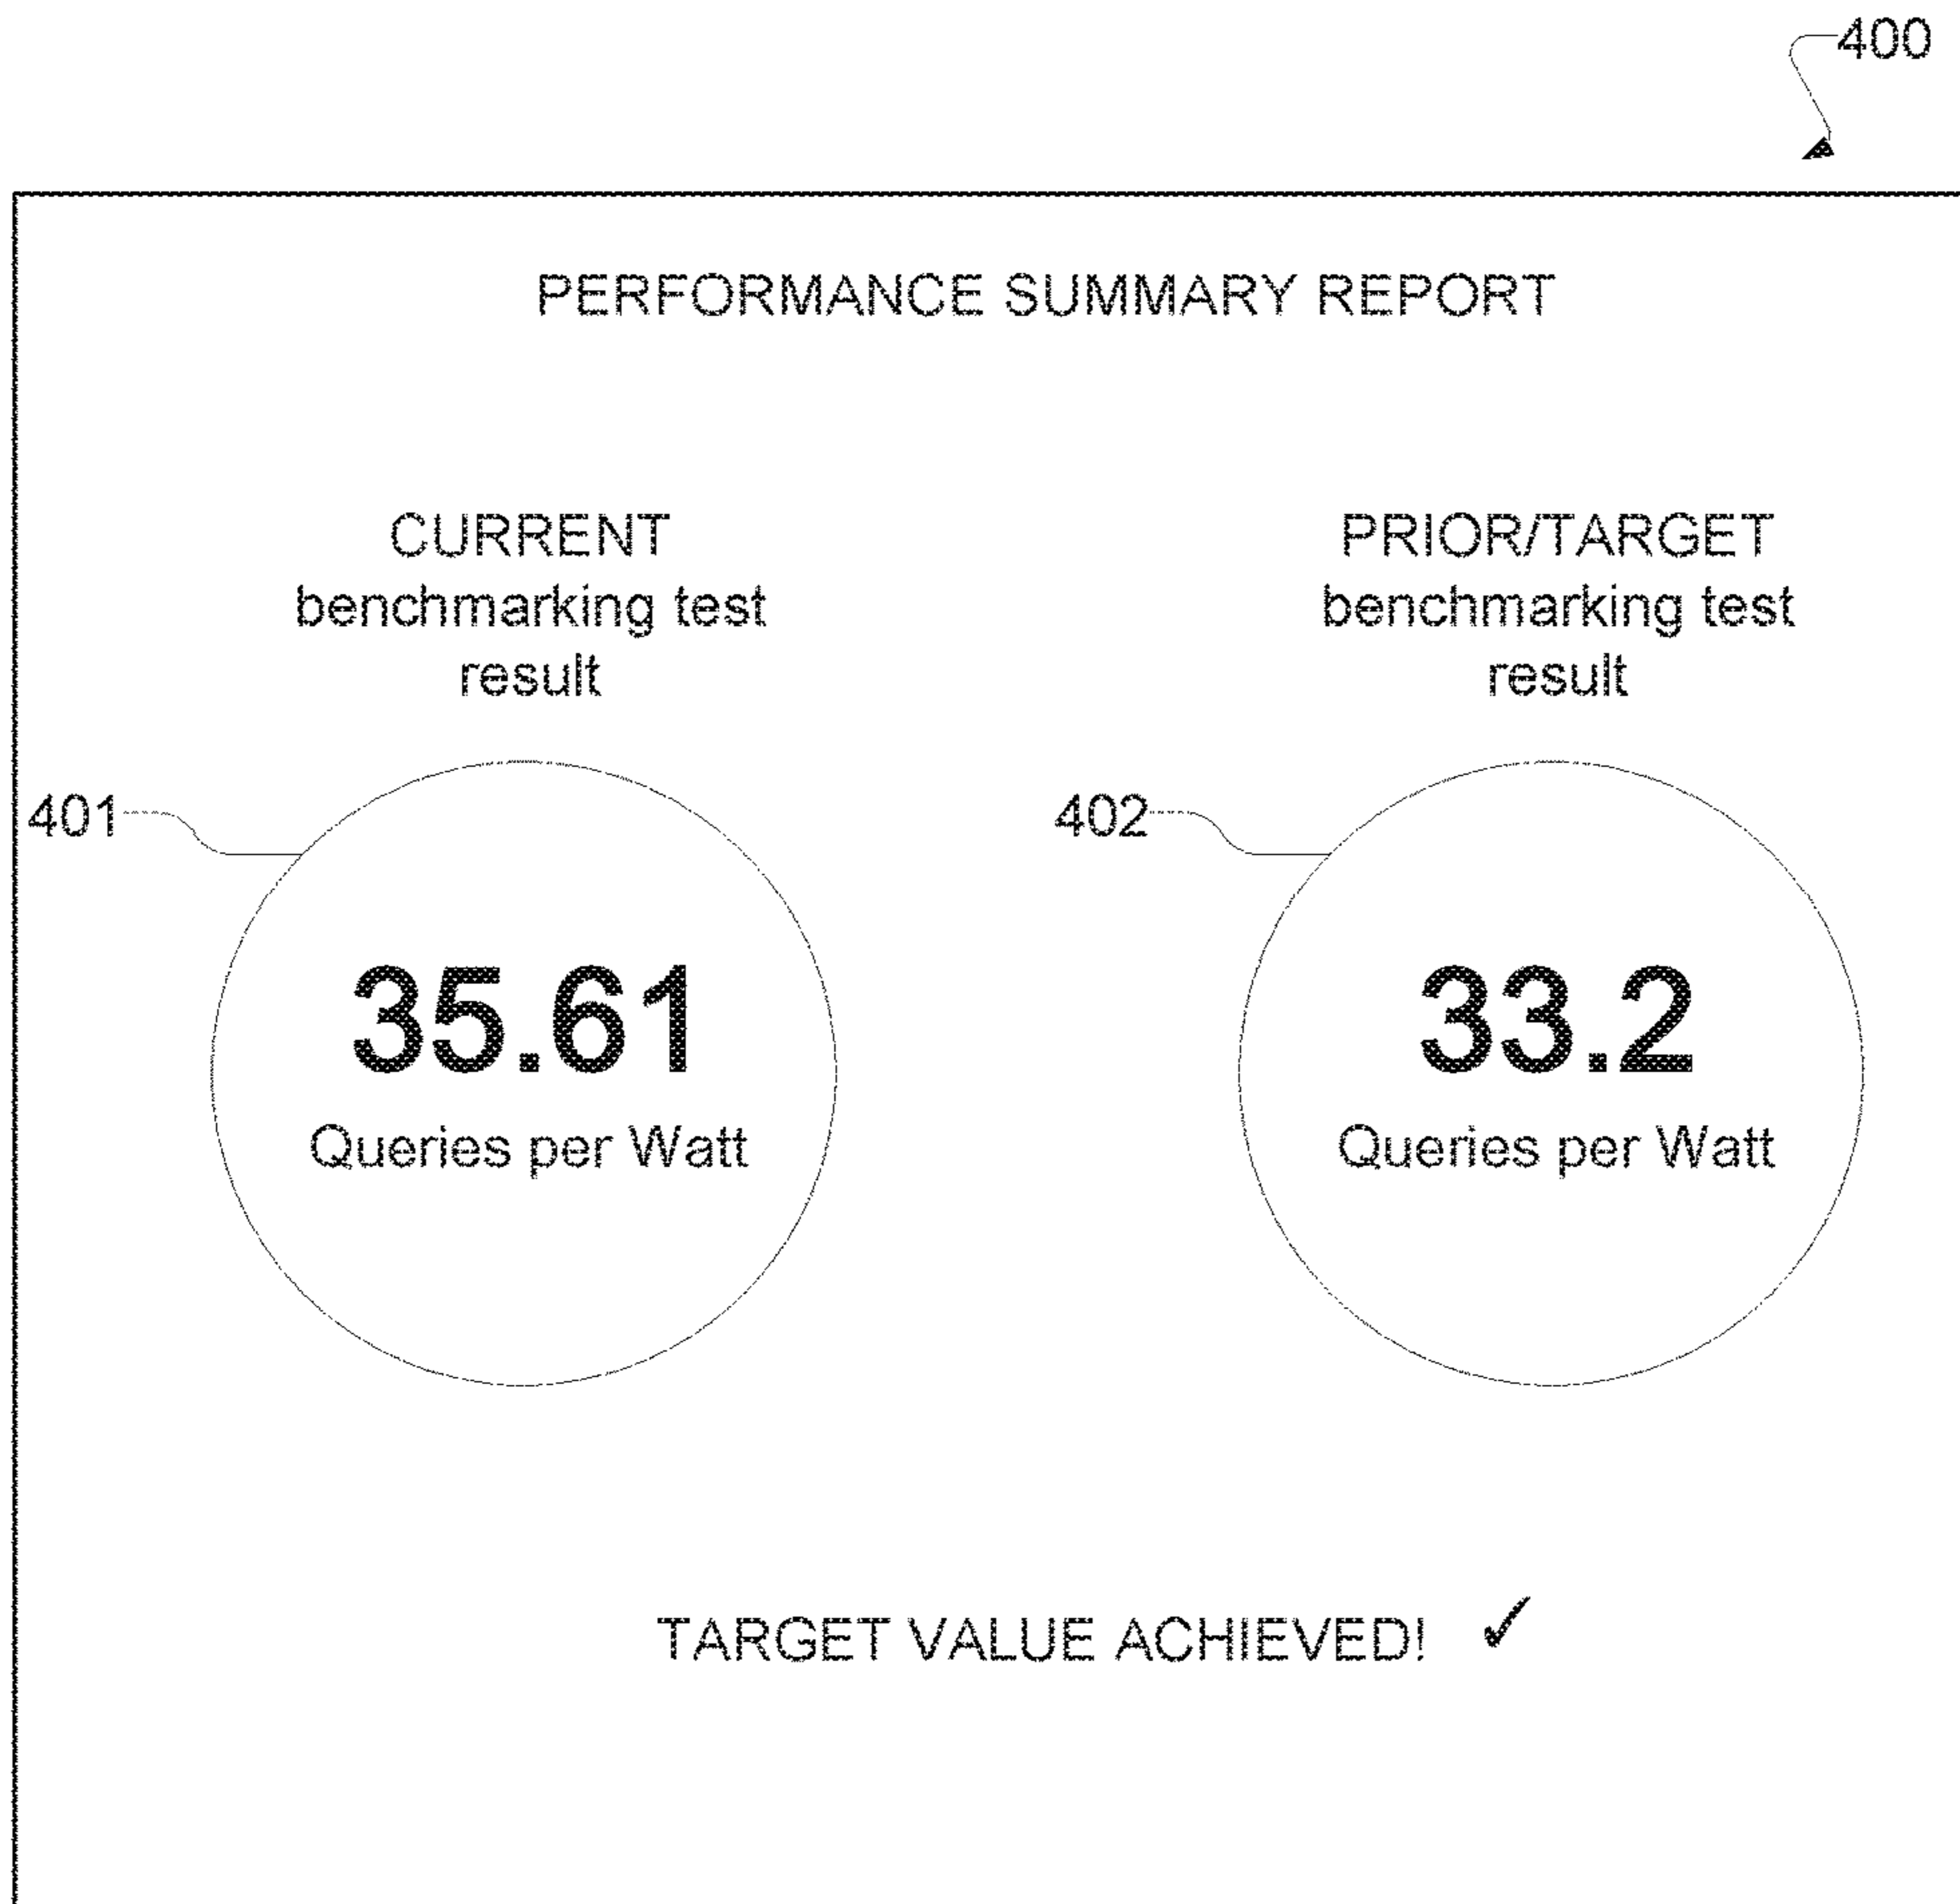 400
PERFORMANCE SUMMARY REPORT
CURRENT
benchmarking test
result
PRIOR/TARGET
benchmarking test
result
401
402
35.61
Queries per Watt
33.2
Queries per Watt
TARGET VALUE ACHIEVED! ✓